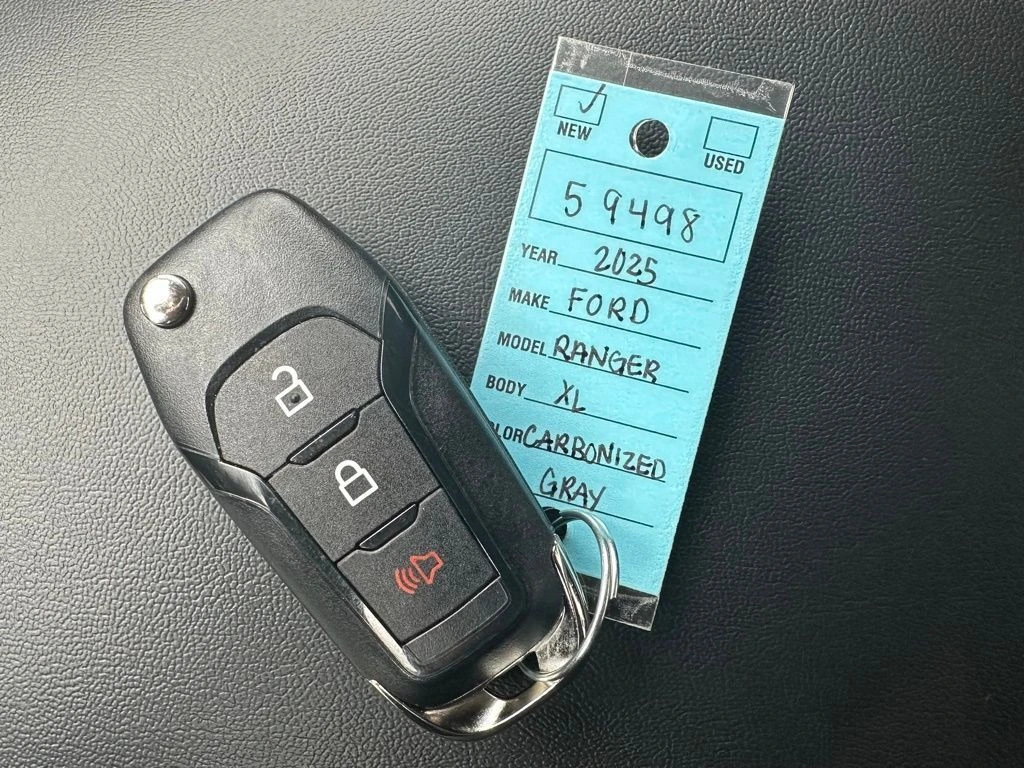 NEW
USED
59498
YEAR 2025
MAKE FORD
MODEL RANGER
BODY XL
LOR CARBONIZED
GRAY